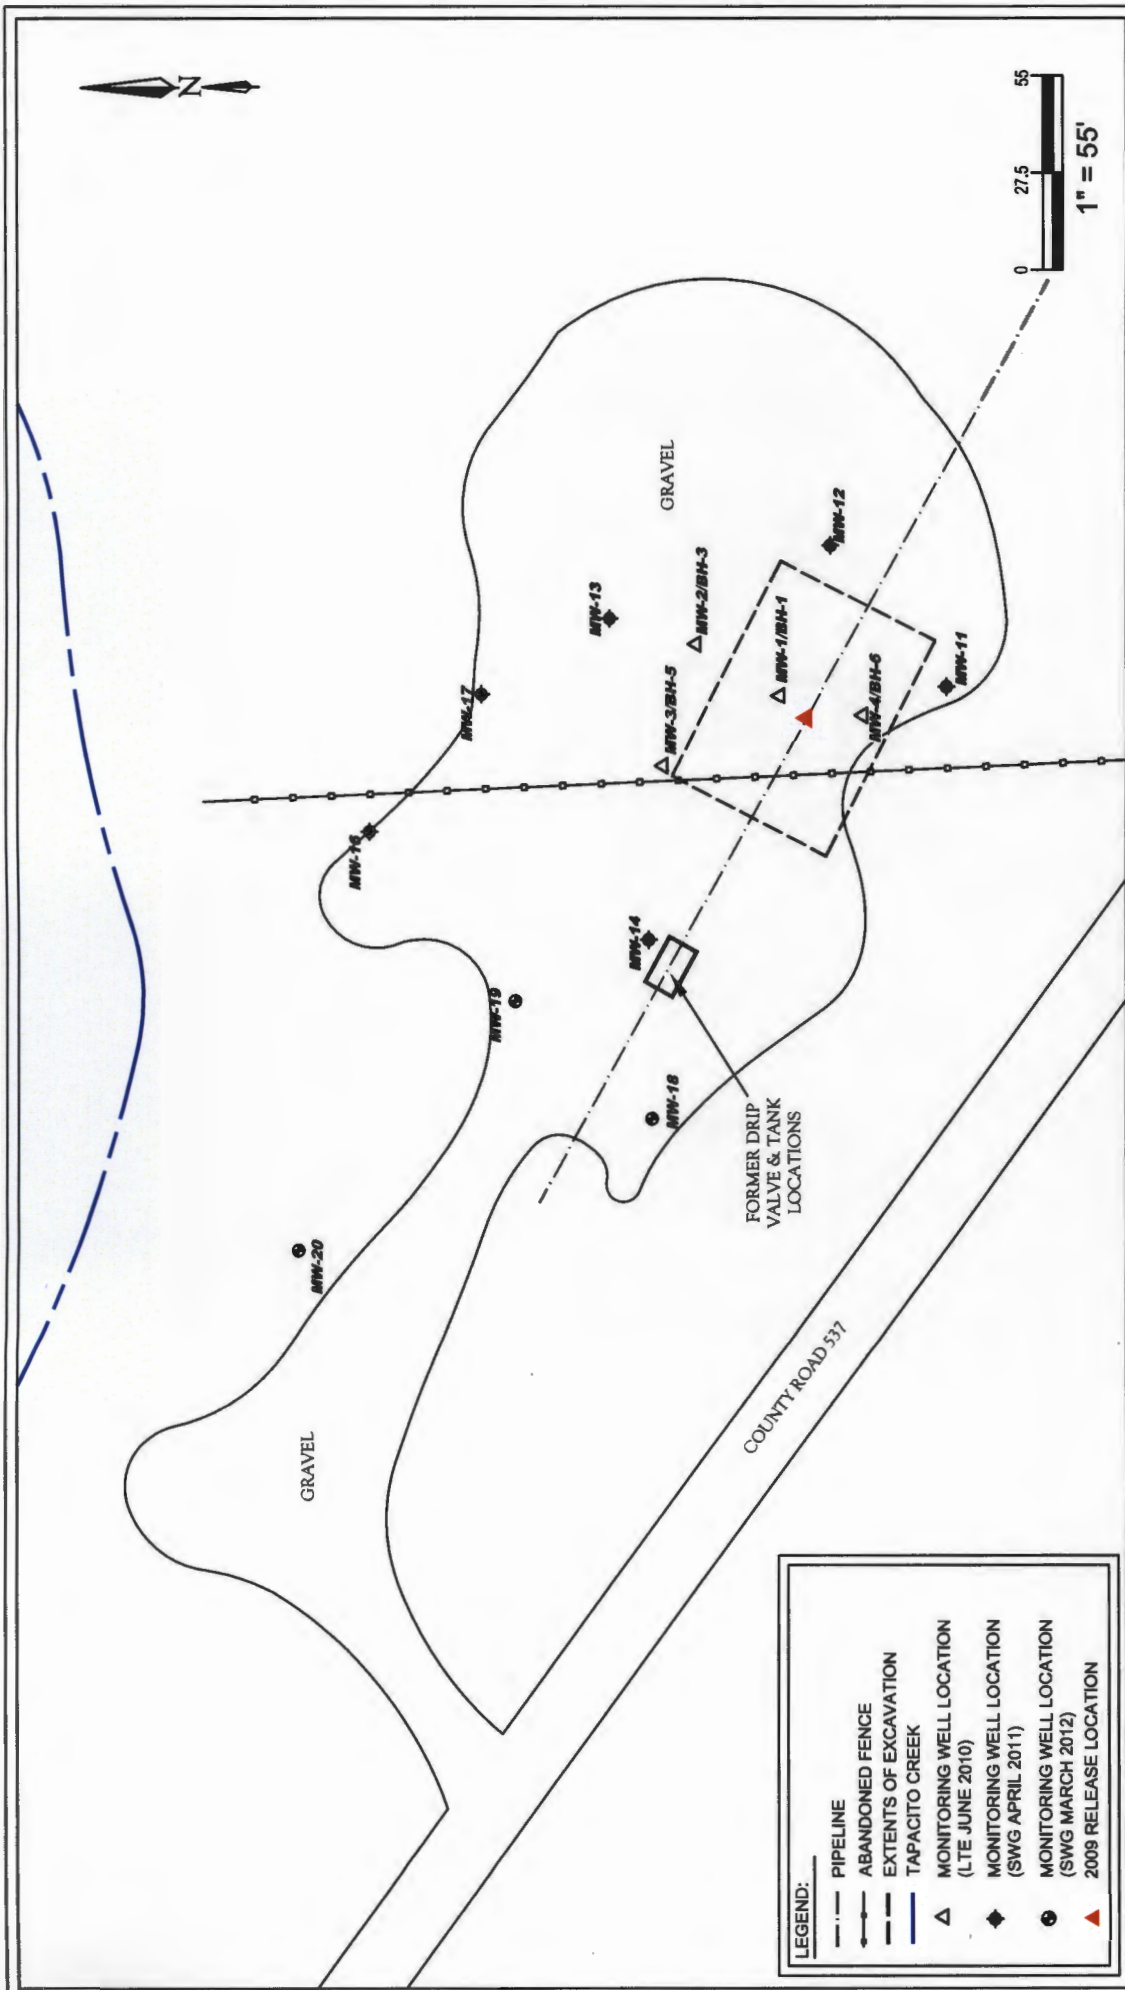 N
MW-20
MW-19
MW-16
MW-17
MW-13
GRAVEL
GRAVEL
MW-18
MW-14
MW-3/BH-5
MW-2/BH-3
MW-1/BH-1
MW-4/BH-6
MW-12
MW-11
FORMER DRIP
VALVE & TANK
LOCATIONS
COUNTY ROAD 537
LEGEND:
PIPELINE
ABANDONED FENCE
EXTENTS OF EXCAVATION
TAPACITO CREEK
MONITORING WELL LOCATION
(LTE JUNE 2010)
MONITORING WELL LOCATION
(SWG APRIL 2011)
MONITORING WELL LOCATION
(SWG MARCH 2012)
2009 RELEASE LOCATION
0 27.5 55
1" = 55'